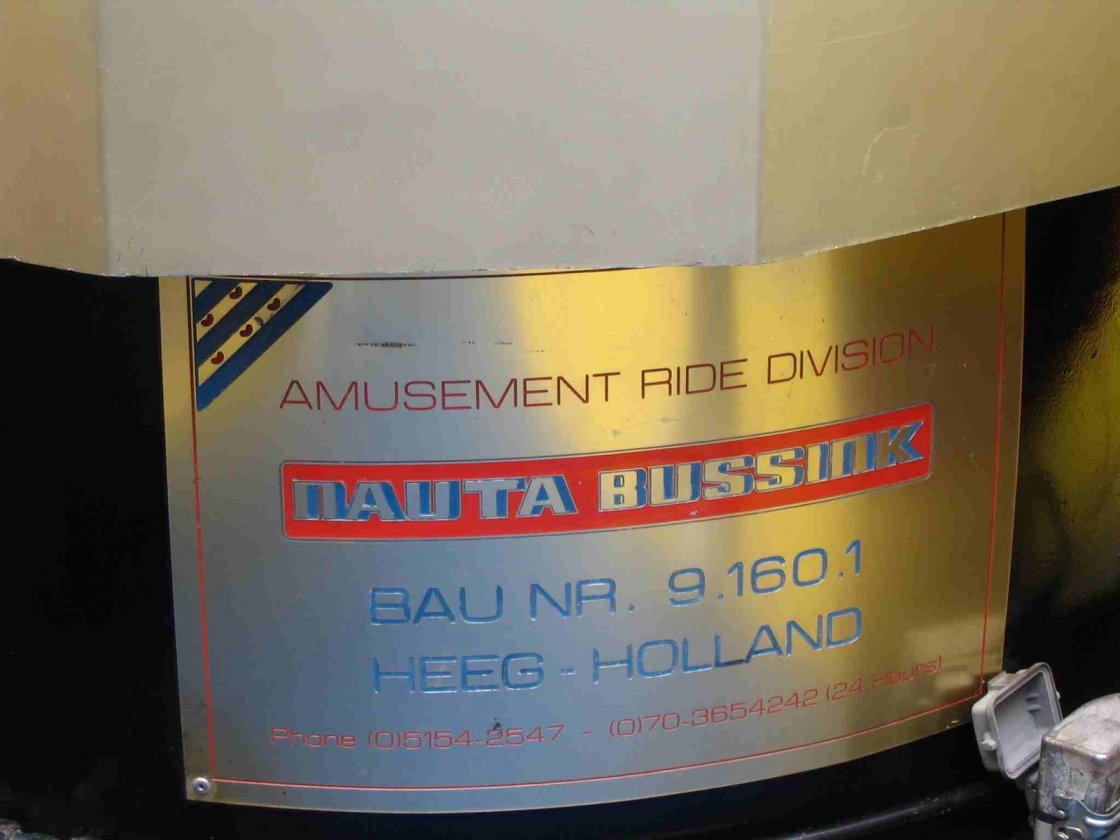 AMUSEMENT RIDE DIVISION
NAUTA BUSSINK
BAU NR. 9.160.1
HEEG - HOLLAND
Phone (0)5154-2547 - (0)70-3654242 (24 Hours)